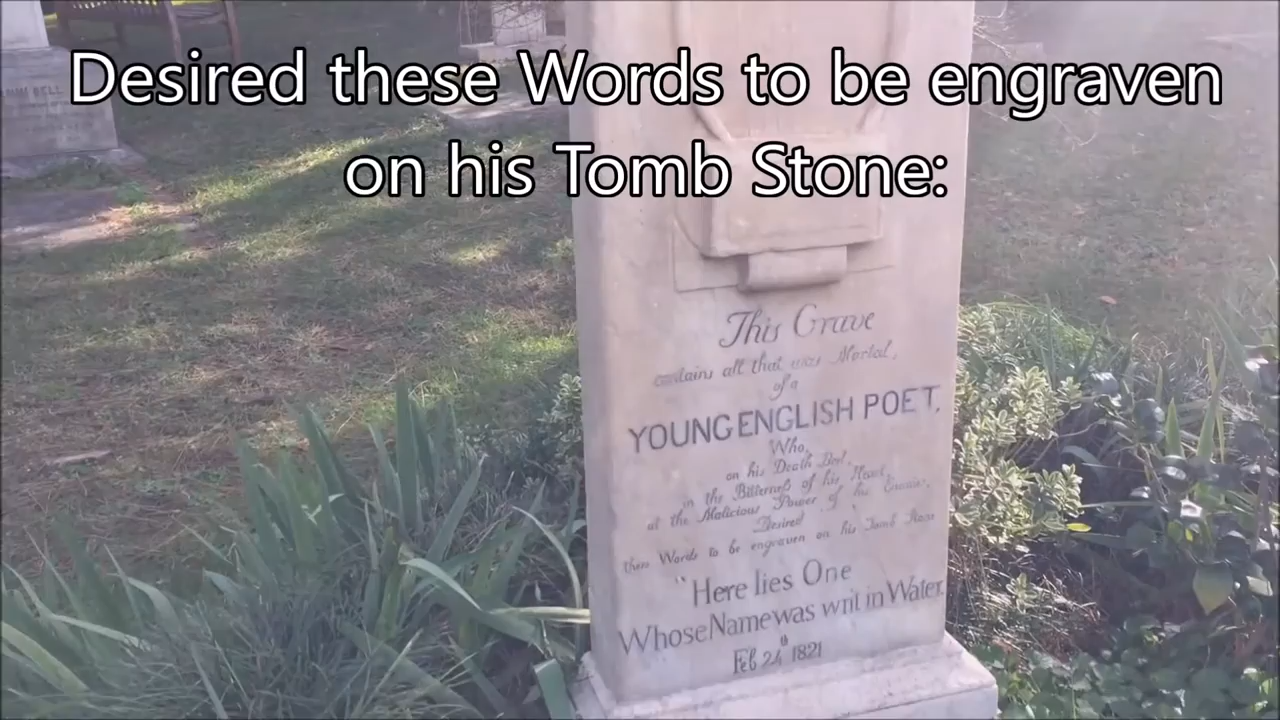 Desired these Words to be engraven
on his Tomb Stone:
BELL
This Grave
contains all that was Mortal,
of a
YOUNG ENGLISH POET,
Who,
on his Death Bed,
in the Bitterness of his Heart,
at the Malicious Power of his Enemies,
Desired
these Words to be engraven on his Tomb Stone
"Here lies One
Whose Name was writ in Water.
Feb 24th 1821